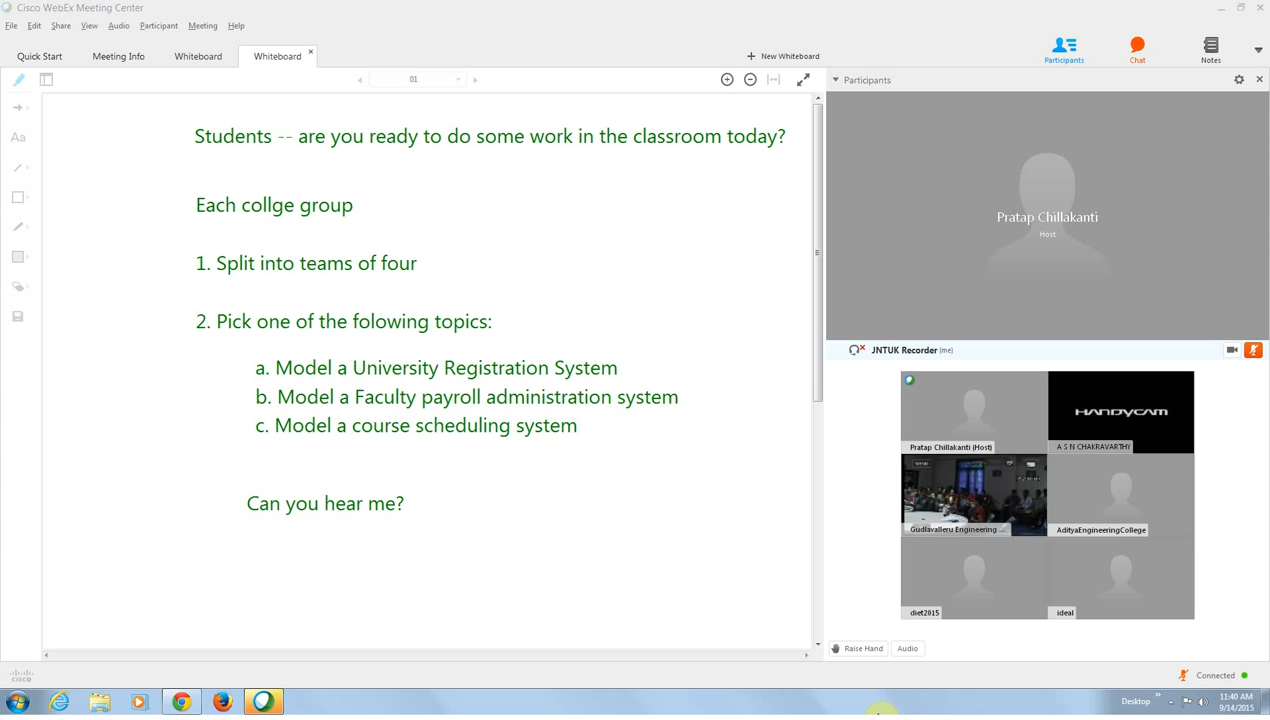 Cisco WebEx Meeting Center
File Edit Share View Audio Participant Meeting Help
Quick Start Meeting Info Whiteboard Whiteboard New Whiteboard
Participants Chat Notes
01
Participants
Students -- are you ready to do some work in the classroom today?
Each collge group
1. Split into teams of four
2. Pick one of the folowing topics:
a. Model a University Registration System
b. Model a Faculty payroll administration system
c. Model a course scheduling system
Can you hear me?
Pratap Chillakanti
Host
JNTUK Recorder (me)
HANDYCAM
Pratap Chillakanti (Host) A S N CHAKRAVARTHY
Gudlavalleru Engineering ... AdityaEngineeringCollege
diet2015 ideal
Raise Hand Audio
cisco
Connected
Desktop
11:40 AM
9/14/2015
Aa